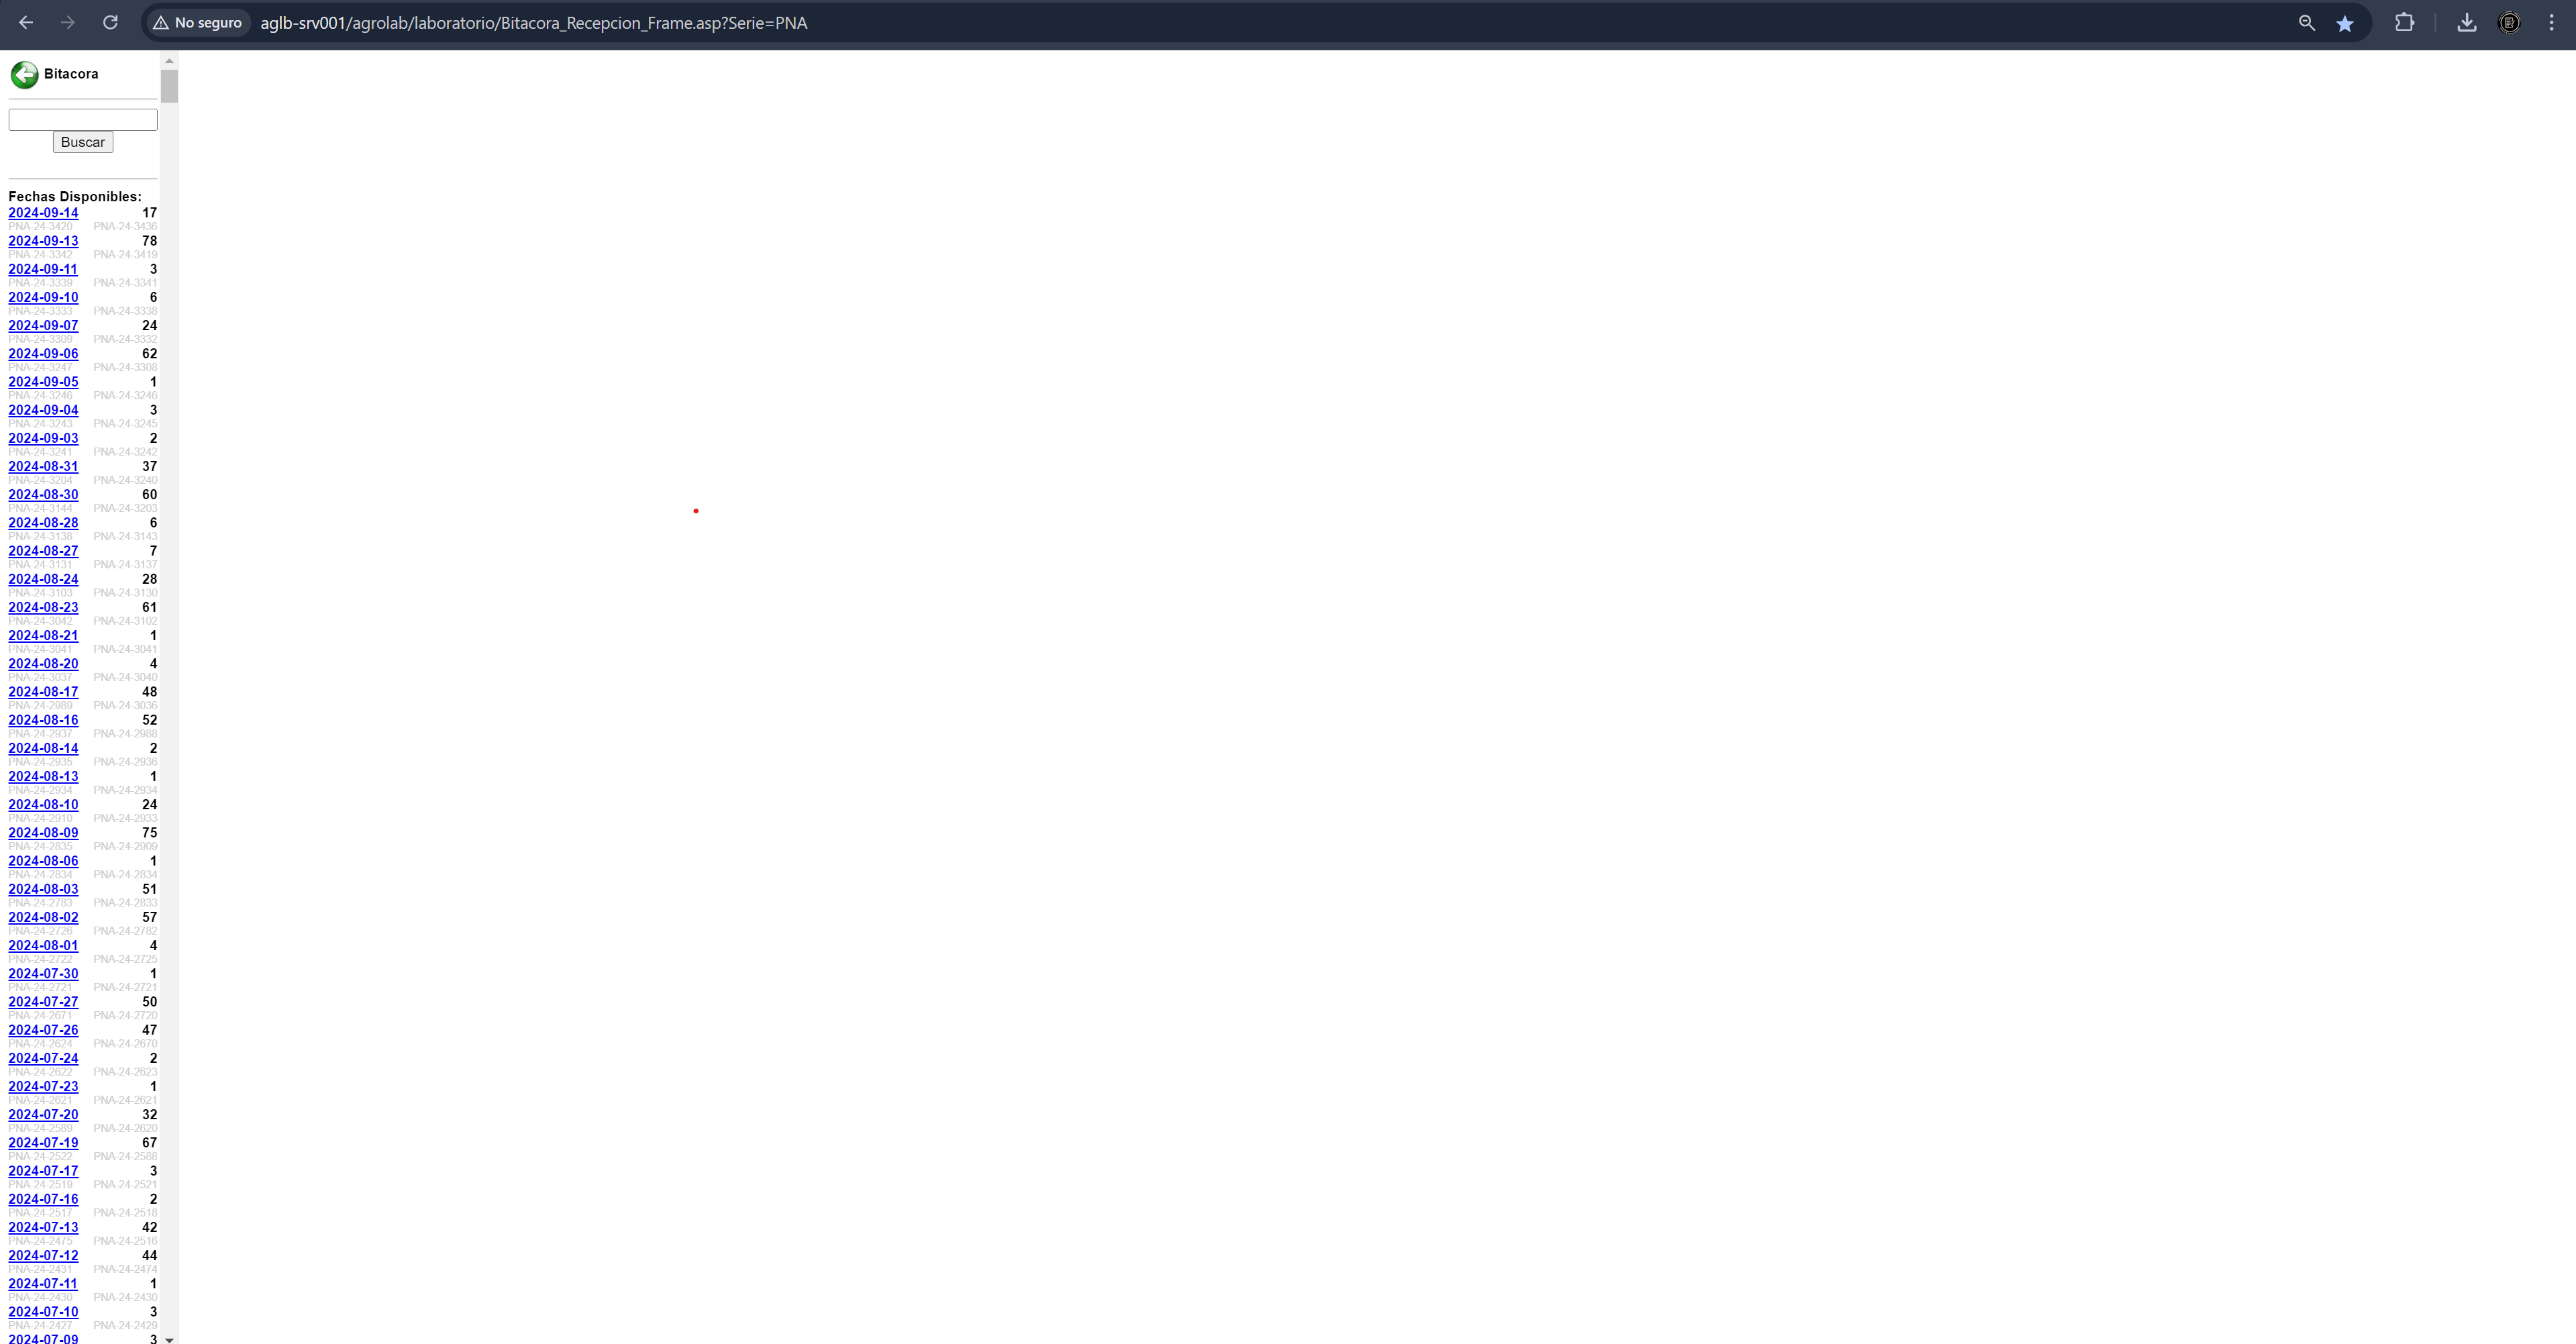 No seguro aglb-srv001/agrolab/laboratorio/Bitacora_Recepcion_Frame.asp?Serie=PNA
Bitacora
Buscar
Fechas Disponibles:
2024-09-14 17
PNA-24-3420 PNA-24-3436
2024-09-13 78
PNA-24-3342 PNA-24-3419
2024-09-11 3
PNA-24-3339 PNA-24-3341
2024-09-10 6
PNA-24-3333 PNA-24-3338
2024-09-07 24
PNA-24-3309 PNA-24-3332
2024-09-06 62
PNA-24-3247 PNA-24-3308
2024-09-05 1
PNA-24-3246 PNA-24-3246
2024-09-04 3
PNA-24-3243 PNA-24-3245
2024-09-03 2
PNA-24-3241 PNA-24-3242
2024-08-31 37
PNA-24-3204 PNA-24-3240
2024-08-30 60
PNA-24-3144 PNA-24-3203
2024-08-28 6
PNA-24-3138 PNA-24-3143
2024-08-27 7
PNA-24-3131 PNA-24-3137
2024-08-24 28
PNA-24-3103 PNA-24-3130
2024-08-23 61
PNA-24-3042 PNA-24-3102
2024-08-21 1
PNA-24-3041 PNA-24-3041
2024-08-20 4
PNA-24-3037 PNA-24-3040
2024-08-17 48
PNA-24-2989 PNA-24-3036
2024-08-16 52
PNA-24-2937 PNA-24-2988
2024-08-14 2
PNA-24-2935 PNA-24-2936
2024-08-13 1
PNA-24-2934 PNA-24-2934
2024-08-10 24
PNA-24-2910 PNA-24-2933
2024-08-09 75
PNA-24-2835 PNA-24-2909
2024-08-06 1
PNA-24-2834 PNA-24-2834
2024-08-03 51
PNA-24-2783 PNA-24-2833
2024-08-02 57
PNA-24-2726 PNA-24-2782
2024-08-01 4
PNA-24-2722 PNA-24-2725
2024-07-30 1
PNA-24-2721 PNA-24-2721
2024-07-27 50
PNA-24-2671 PNA-24-2720
2024-07-26 47
PNA-24-2624 PNA-24-2670
2024-07-24 2
PNA-24-2622 PNA-24-2623
2024-07-23 1
PNA-24-2621 PNA-24-2621
2024-07-20 32
PNA-24-2589 PNA-24-2620
2024-07-19 67
PNA-24-2522 PNA-24-2588
2024-07-17 3
PNA-24-2519 PNA-24-2521
2024-07-16 2
PNA-24-2517 PNA-24-2518
2024-07-13 42
PNA-24-2475 PNA-24-2516
2024-07-12 44
PNA-24-2431 PNA-24-2474
2024-07-11 1
PNA-24-2430 PNA-24-2430
2024-07-10 3
PNA-24-2427 PNA-24-2429
2024-07-09 3